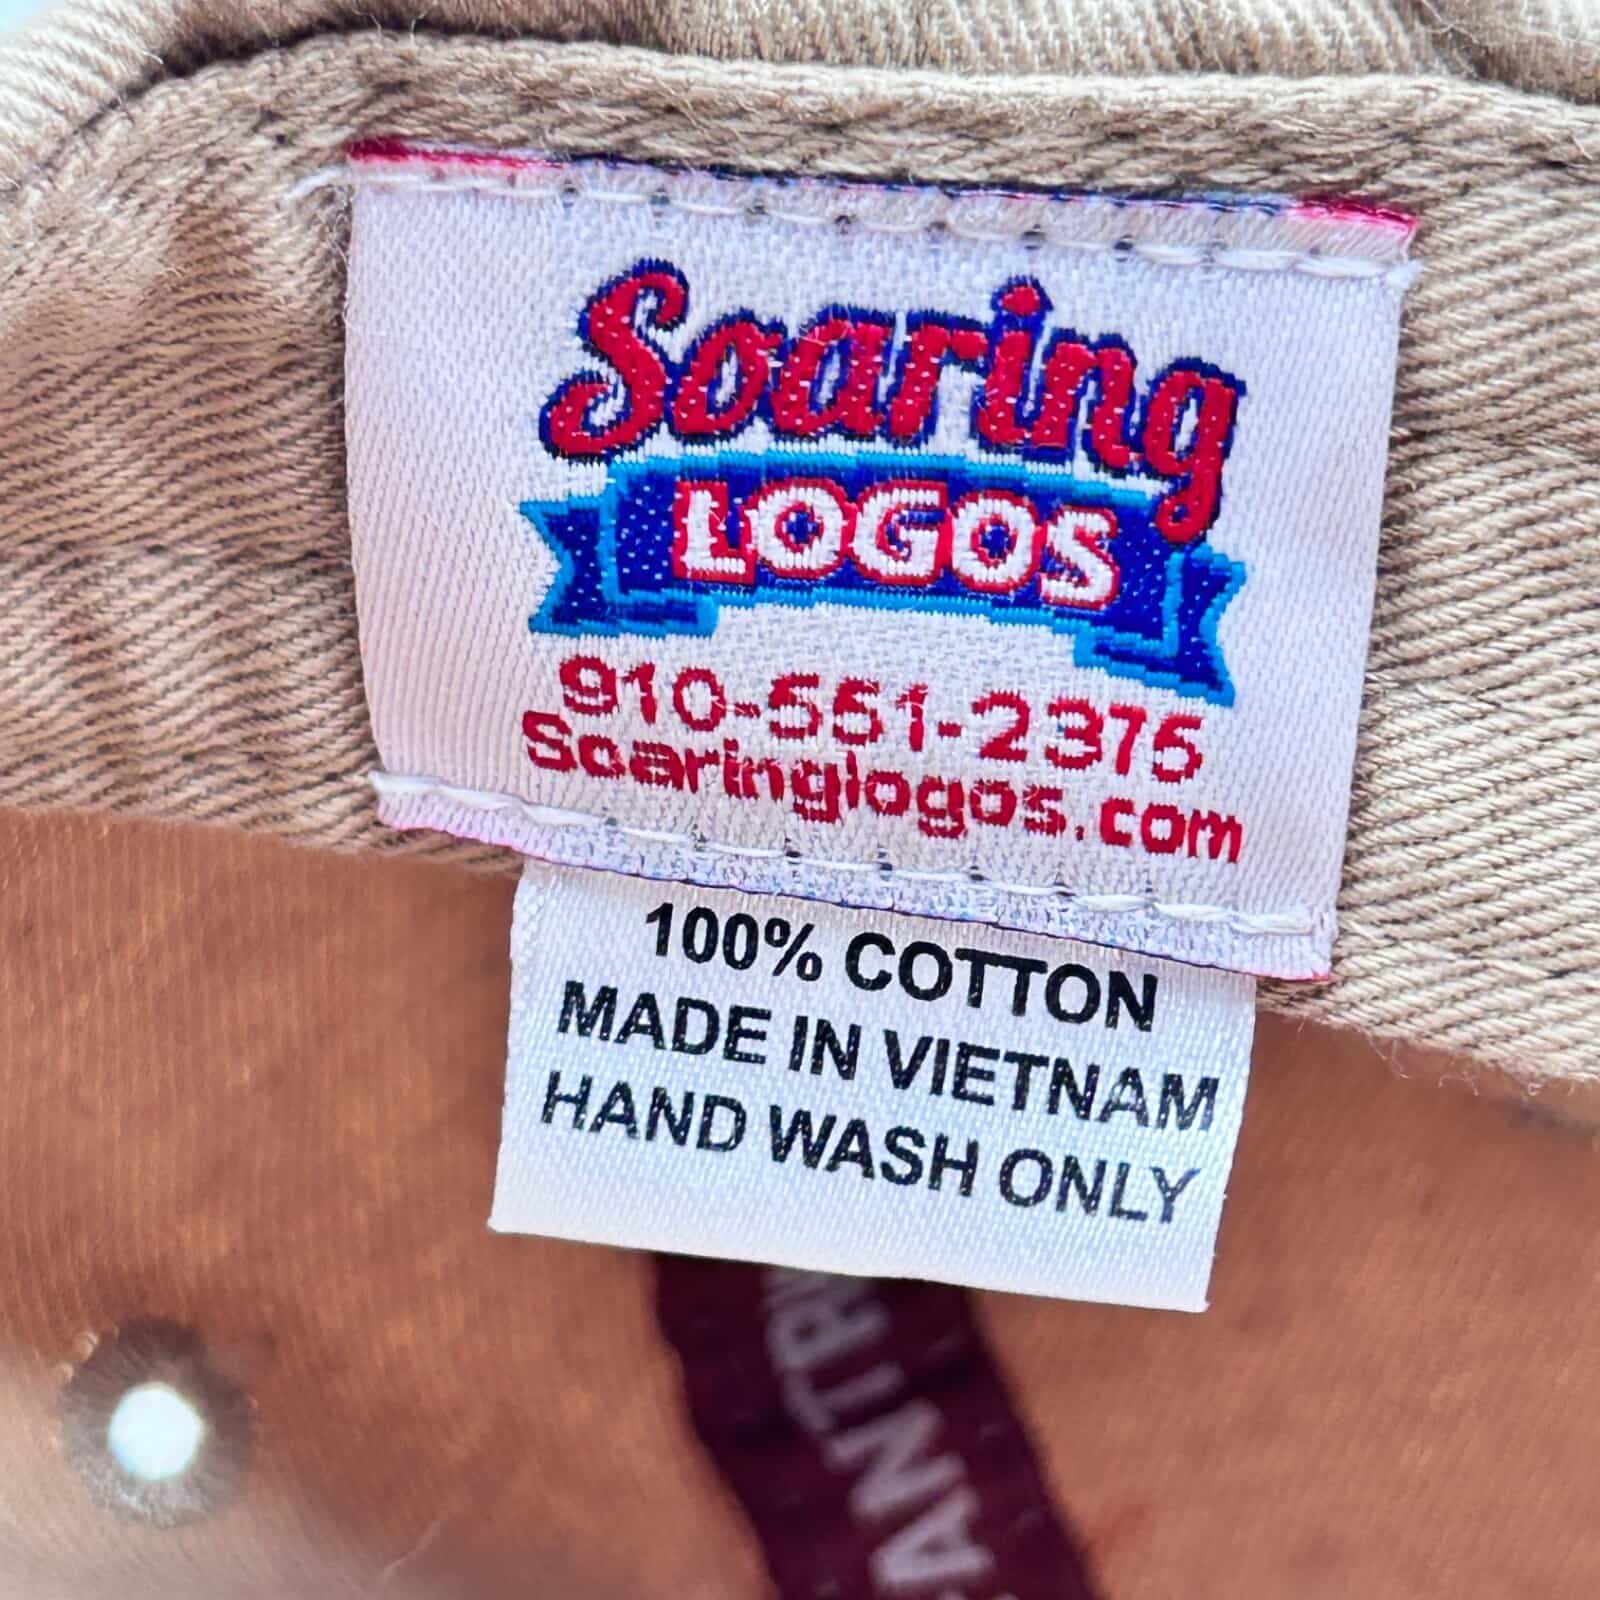 Soaring
LOGOS
910-551-2375
Soaringlogos.com
100% COTTON
MADE IN VIETNAM
HAND WASH ONLY